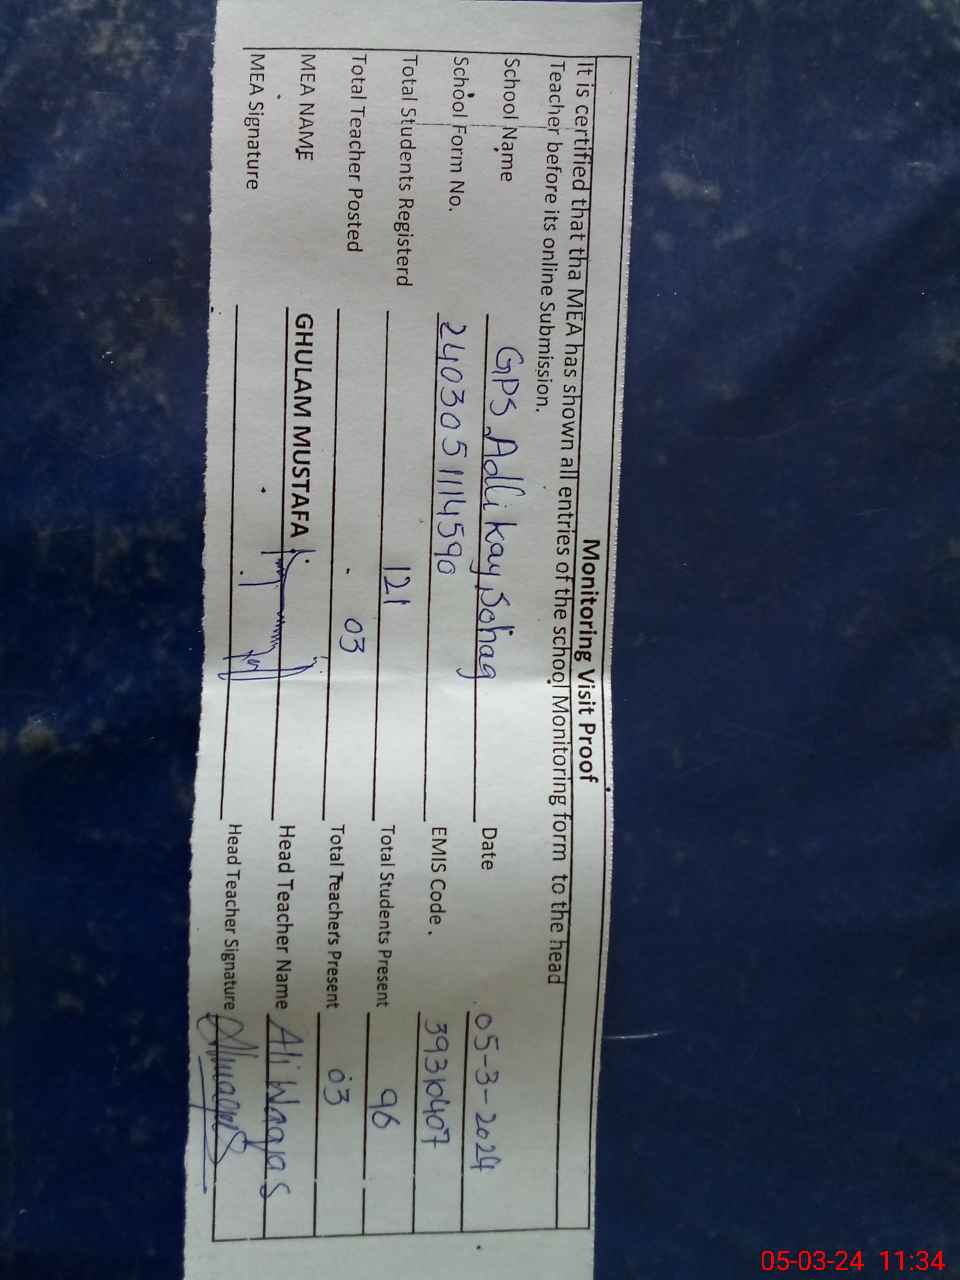 Monitoring Visit Proof
It is certified that tha MEA has shown all entries of the school Monitoring form to the head
Teacher before its online Submission.
School Name GPS Adli kay Sohag Date 05-3-2024
School Form No. 2403051114590 EMIS Code. 39310407
Total Students Registerd 121 Total Students Present 96
Total Teacher Posted 03 Total Teacher's Present 03
MEA NAME GHULAM MUSTAFA Head Teacher Name Ali Waqas
MEA Signature Head Teacher Signature
05-03-24 11:34